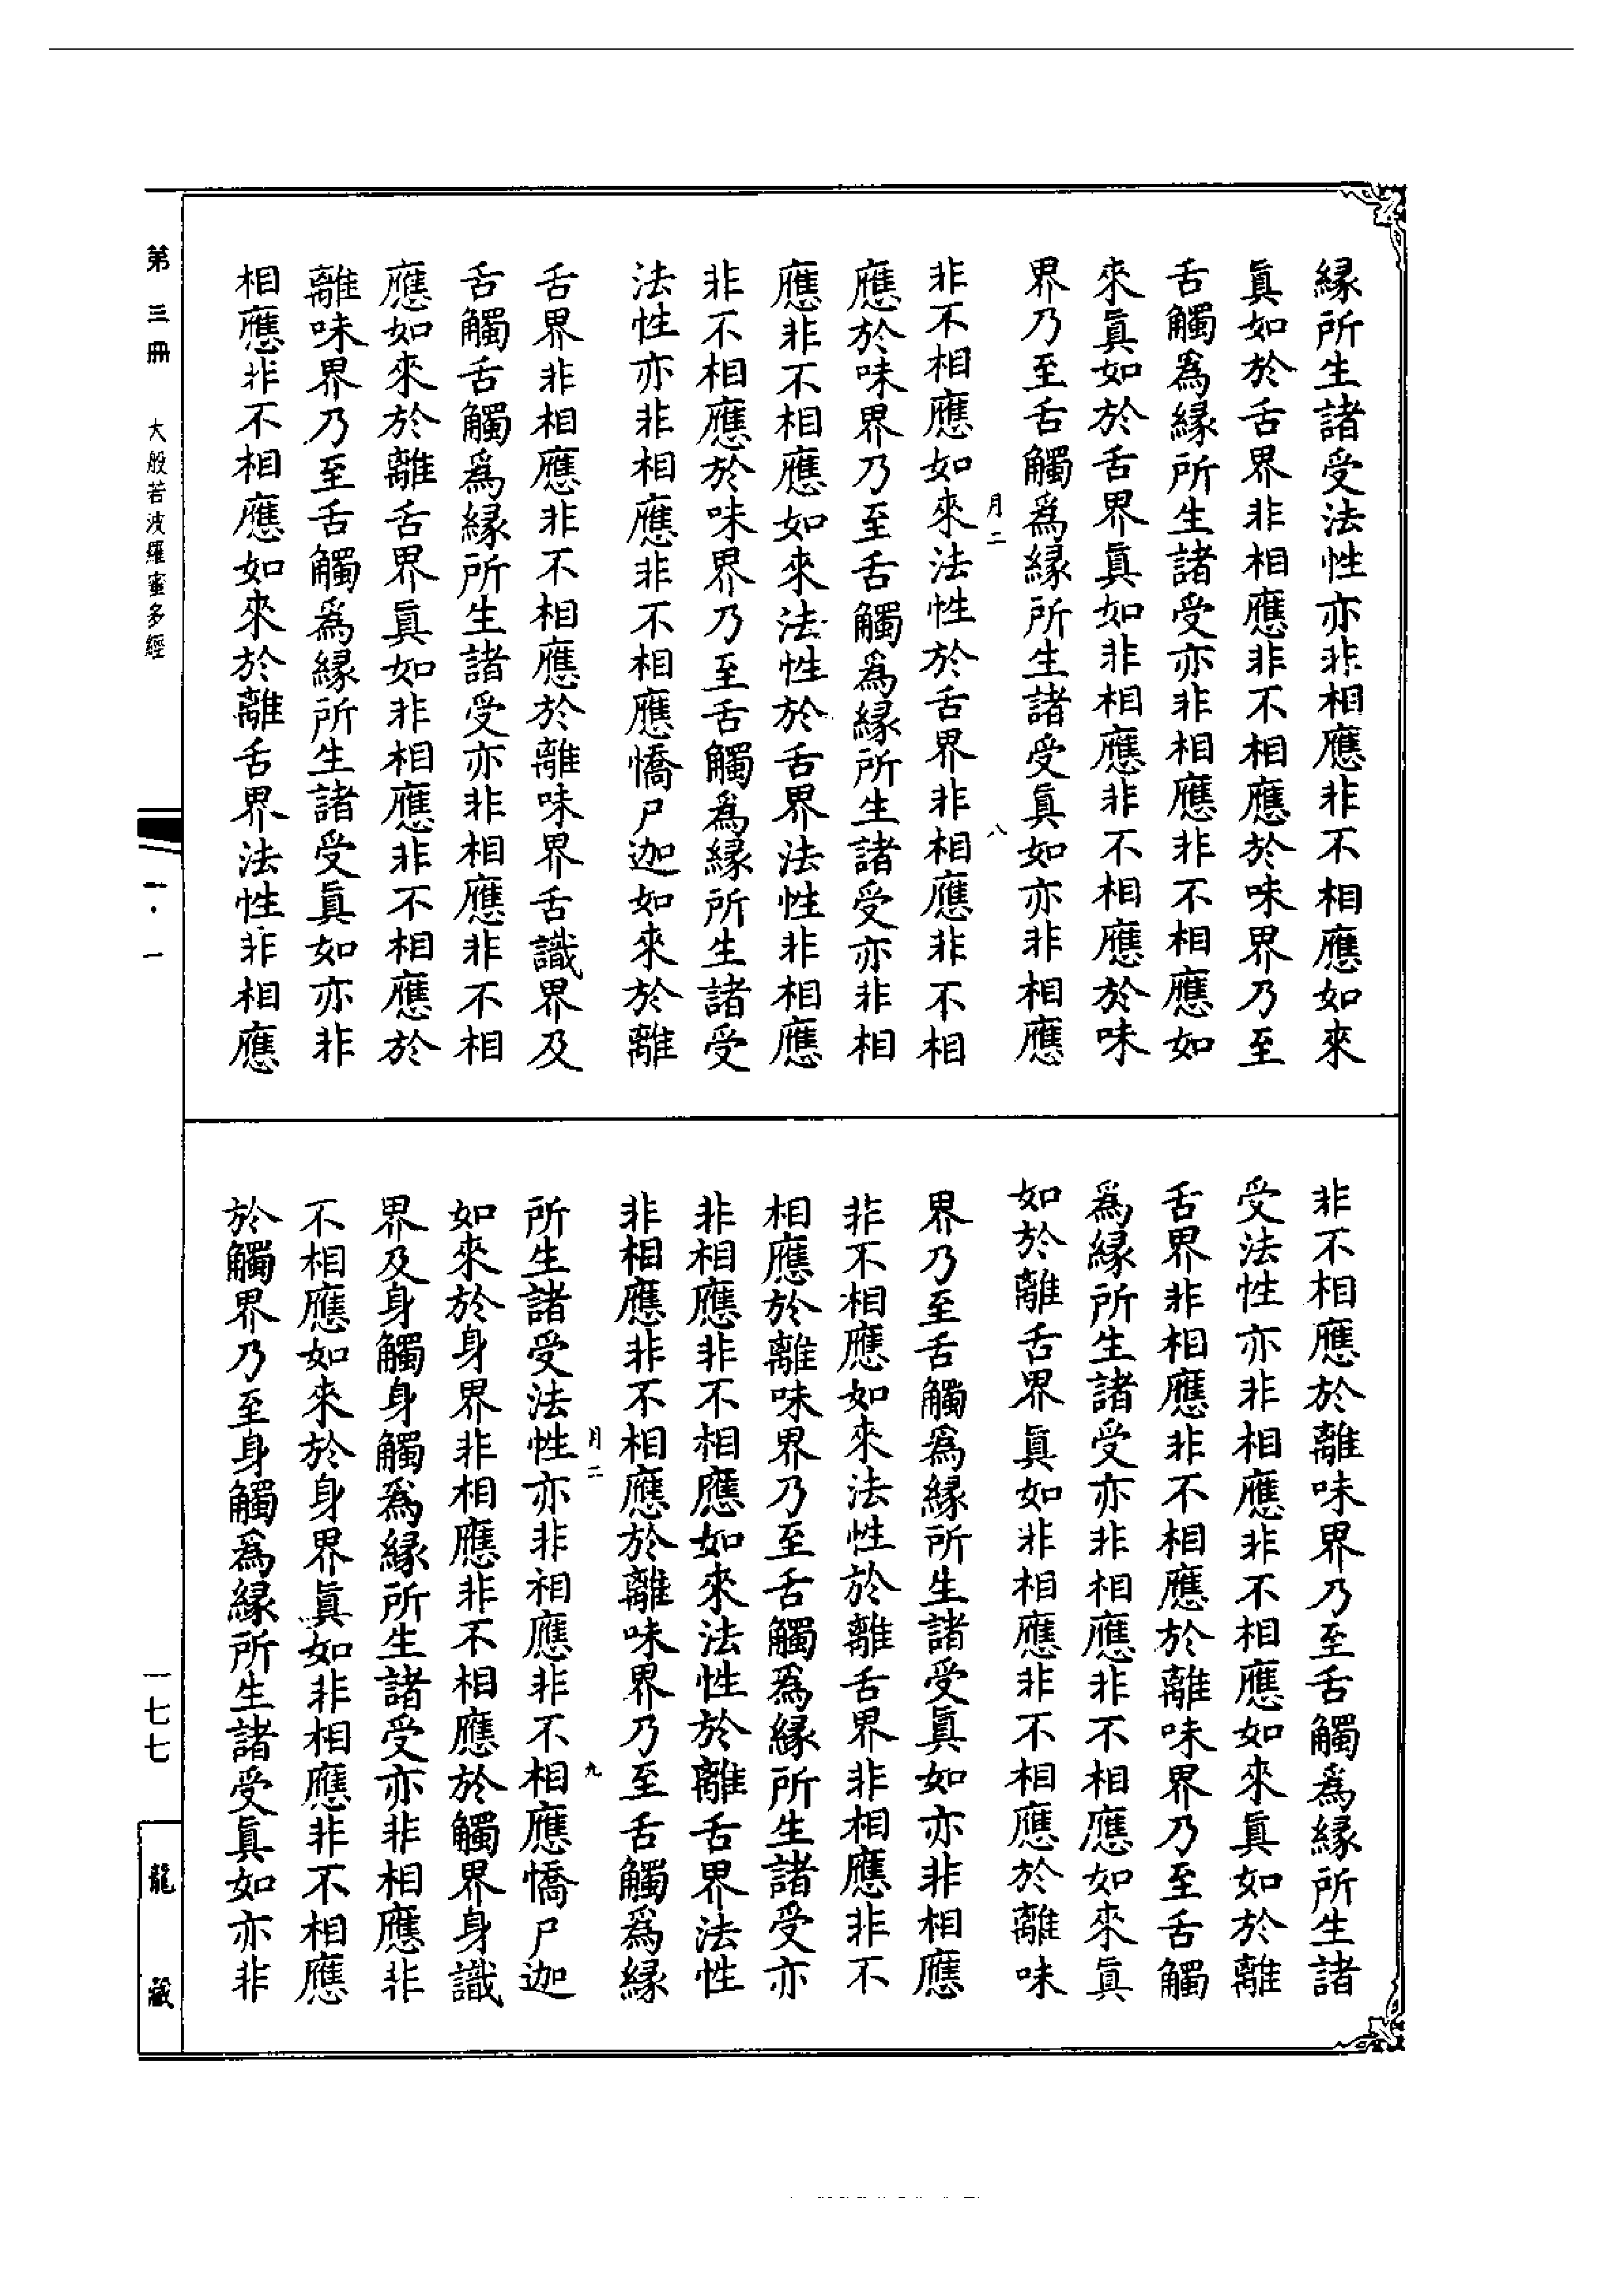 緣所生諸受法性亦非相應非不相應如來
真如於舌界非相應非不相應於味界乃至
舌觸爲緣所生諸受亦非相應非不相應如
來真如於舌界真如非相應非不相應於味
界乃至舌觸爲緣所生諸受真如亦非相應
月二
八
非不相應如來法性於舌界非相應非不相
應於味界乃至舌觸爲緣所生諸受亦非相
應非不相應如來法性於舌界法性非相應
非不相應於味界乃至舌觸爲緣所生諸受
法性亦非相應非不相應憍尸迦如來於離
舌界非相應非不相應於離味界舌識界及
舌觸舌觸爲緣所生諸受亦非相應非不相
應如來於離舌界真如非相應非不相應於
離味界乃至舌觸爲緣所生諸受真如亦非
相應非不相應如來於離舌界法性非相應
非不相應於離味界乃至舌觸爲緣所生諸
受法性亦非相應非不相應如來真如於離
舌界非相應非不相應於離味界乃至舌觸
爲緣所生諸受亦非相應非不相應如來真
如於離舌界真如非相應非不相應於離味
界乃至舌觸爲緣所生諸受真如亦非相應
非不相應如來法性於離舌界非相應非不
相應於離味界乃至舌觸爲緣所生諸受亦
非相應非不相應如來法性於離舌界法性
非相應非不相應於離味界乃至舌觸爲緣
月二
九
所生諸受法性亦非相應非不相應憍尸迦
如來於身界非相應非不相應於觸界身識
界及身觸身觸爲緣所生諸受亦非相應非
不相應如來於身界真如非相應非不相應
於觸界乃至身觸爲緣所生諸受真如亦非
第三冊 大般若波羅蜜多經
一·一
一七七
龍藏